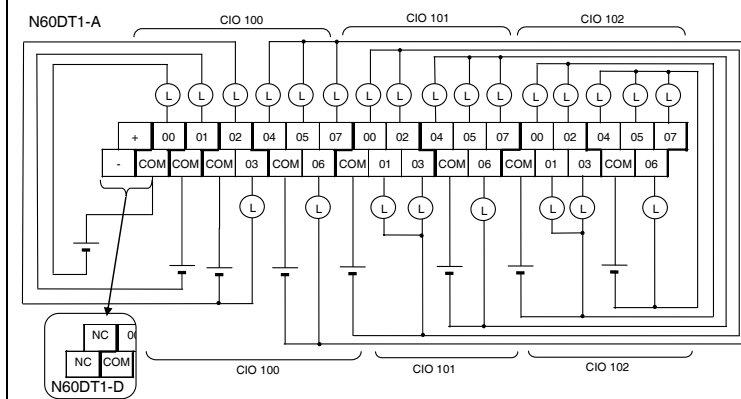 N60DT1-A
CIO 100 CIO 101 CIO 102
L L L L L L L L L L L L L L L L
+ 00 01 02 04 05 07 00 02 04 05 07 00 02 04 05 07
- COM COM COM 03 COM 06 COM 01 03 COM 06 COM 01 03 COM 06
L L L L L L L L
NC 00
NC COM
N60DT1-D
CIO 100 CIO 101 CIO 102